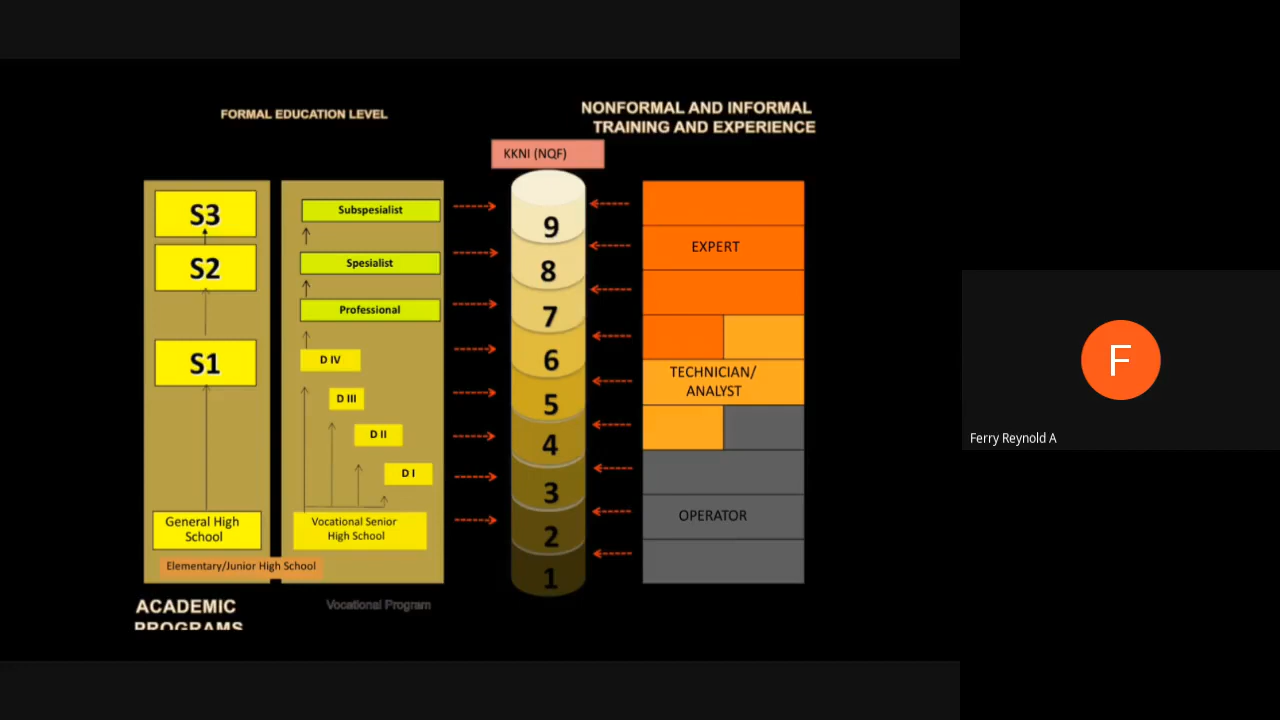 FORMAL EDUCATION LEVEL
NONFORMAL AND INFORMAL
TRAINING AND EXPERIENCE
KKNI (NQF)
S3
S2
S1
General High
School
Subspesialist
Spesialist
Professional
D IV
D III
D II
D I
Vocational Senior
High School
Elementary/Junior High School
9
8
7
6
5
4
3
2
1
EXPERT
TECHNICIAN/
ANALYST
OPERATOR
ACADEMIC
PROGRAMS
Vocational Program
F
Ferry Reynold A